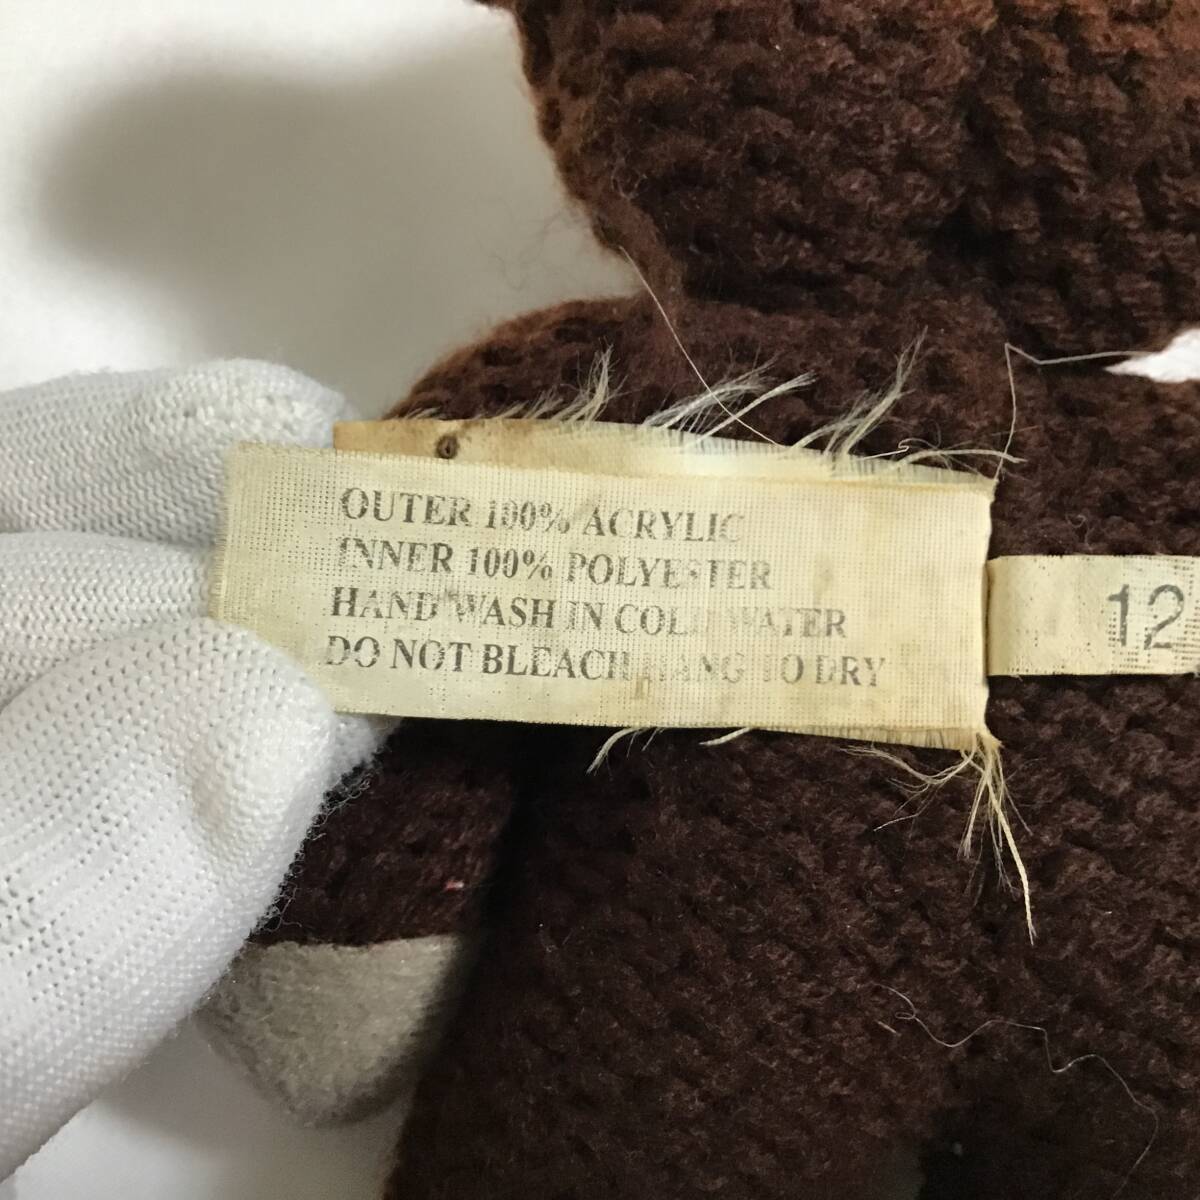 OUTER 100% ACRYLIC
INNER 100% POLYESTER
HAND WASH IN COLD WATER
DO NOT BLEACH HANG TO DRY
12